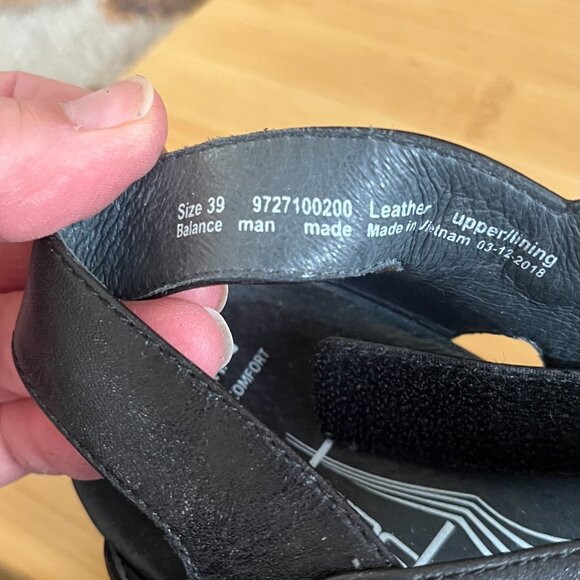 Size 39 9727100200 Leather upper/lining
Balance man made Made in Vietnam 03-12-2018
COMFORT